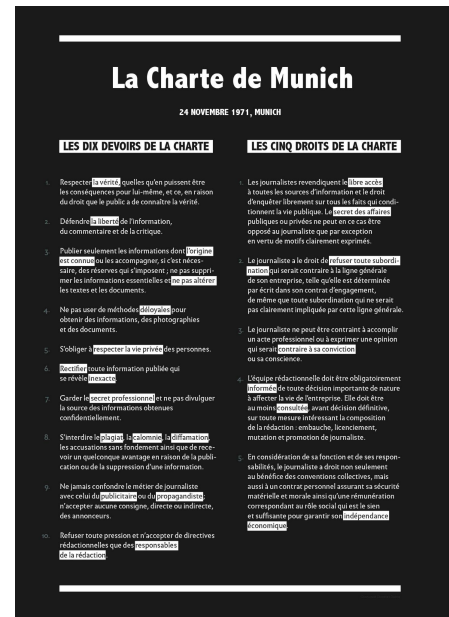 La Charte de Munich
24 NOVEMBRE 1971, MUNICH
LES DIX DEVOIRS DE LA CHARTE
1. Respecter la vérité, quelles qu'en puissent être
les conséquences pour lui-même, et ce, en raison
du droit que le public a de connaître la vérité.
2. Défendre la liberté de l'information,
du commentaire et de la critique.
3. Publier seulement les informations dont l'origine
est connue ou les accompagner, si c'est néces-
saire, des réserves qui s'imposent ; ne pas suppri-
mer les informations essentielles et ne pas altérer
les textes et les documents.
4. Ne pas user de méthodes déloyales pour
obtenir des informations, des photographies
et des documents.
5. S'obliger à respecter la vie privée des personnes.
6. Rectifier toute information publiée qui
se révèle inexacte.
7. Garder le secret professionnel et ne pas divulguer
la source des informations obtenues
confidentiellement.
8. S'interdire le plagiat, la calomnie, la diffamation
les accusations sans fondement ainsi que de rece-
voir un quelconque avantage en raison de la publi-
cation ou de la suppression d'une information.
9. Ne jamais confondre le métier de journaliste
avec celui du publicitaire ou du propagandiste;
n'accepter aucune consigne, directe ou indirecte,
des annonceurs.
10. Refuser toute pression et n'accepter de directives
rédactionnelles que des responsables
de la rédaction.
LES CINQ DROITS DE LA CHARTE
1. Les journalistes revendiquent le libre accès
à toutes les sources d'information et le droit
d'enquêter librement sur tous les faits qui condi-
tionnent la vie publique. Le secret des affaires
publiques ou privées ne peut en ce cas être
opposé au journaliste que par exception
en vertu de motifs clairement exprimés.
2. Le journaliste a le droit de refuser toute subordi-
nation qui serait contraire à la ligne générale
de son entreprise, telle qu'elle est déterminée
par écrit dans son contrat d'engagement,
de même que toute subordination qui ne serait
pas clairement impliquée par cette ligne générale.
3. Le journaliste ne peut être contraint à accomplir
un acte professionnel ou à exprimer une opinion
qui serait contraire à sa conviction
ou sa conscience.
4. L'équipe rédactionnelle doit être obligatoirement
informée de toute décision importante de nature
à affecter la vie de l'entreprise. Elle doit être
au moins consultée, avant décision définitive,
sur toute mesure intéressant la composition
de la rédaction : embauche, licenciement,
mutation et promotion de journaliste.
5. En considération de sa fonction et de ses respon-
sabilités, le journaliste a droit non seulement
au bénéfice des conventions collectives, mais
aussi à un contrat personnel assurant sa sécurité
matérielle et morale ainsi qu'une rémunération
correspondant au rôle social qui est le sien
et suffisante pour garantir son indépendance
économique.